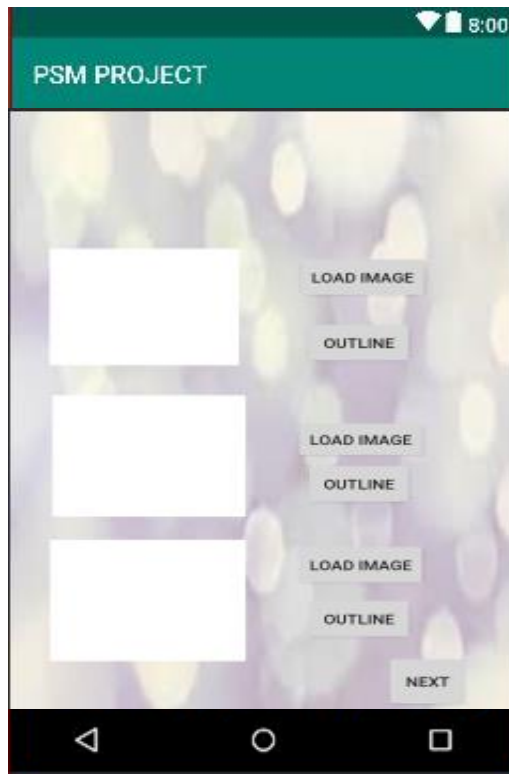 8:00
PSM PROJECT
LOAD IMAGE
OUTLINE
LOAD IMAGE
OUTLINE
LOAD IMAGE
OUTLINE
NEXT